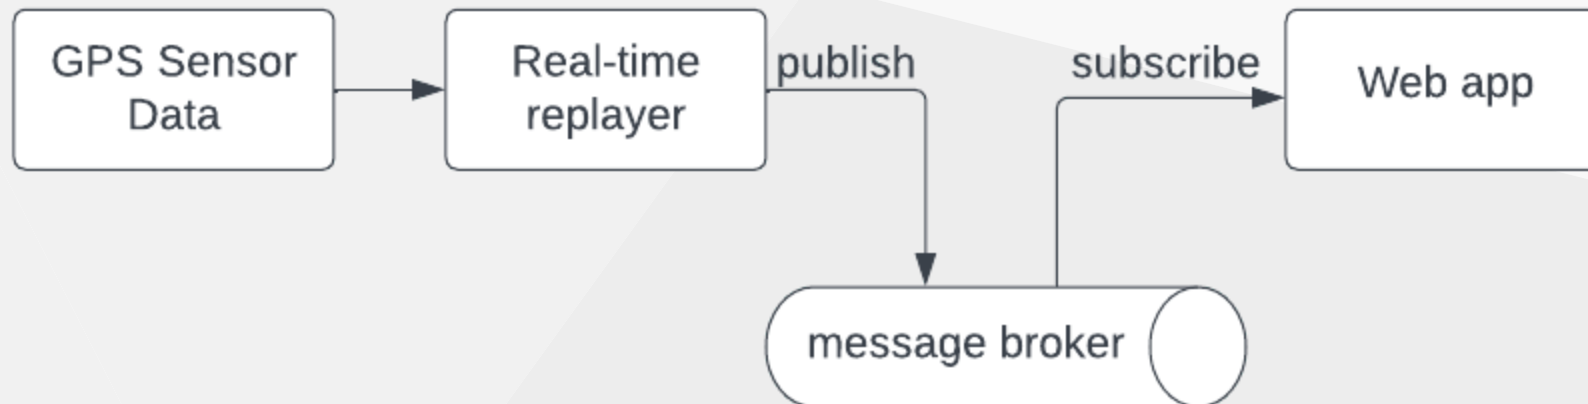 GPS Sensor
Data
Real-time
replayer
publish
subscribe
Web app
message broker